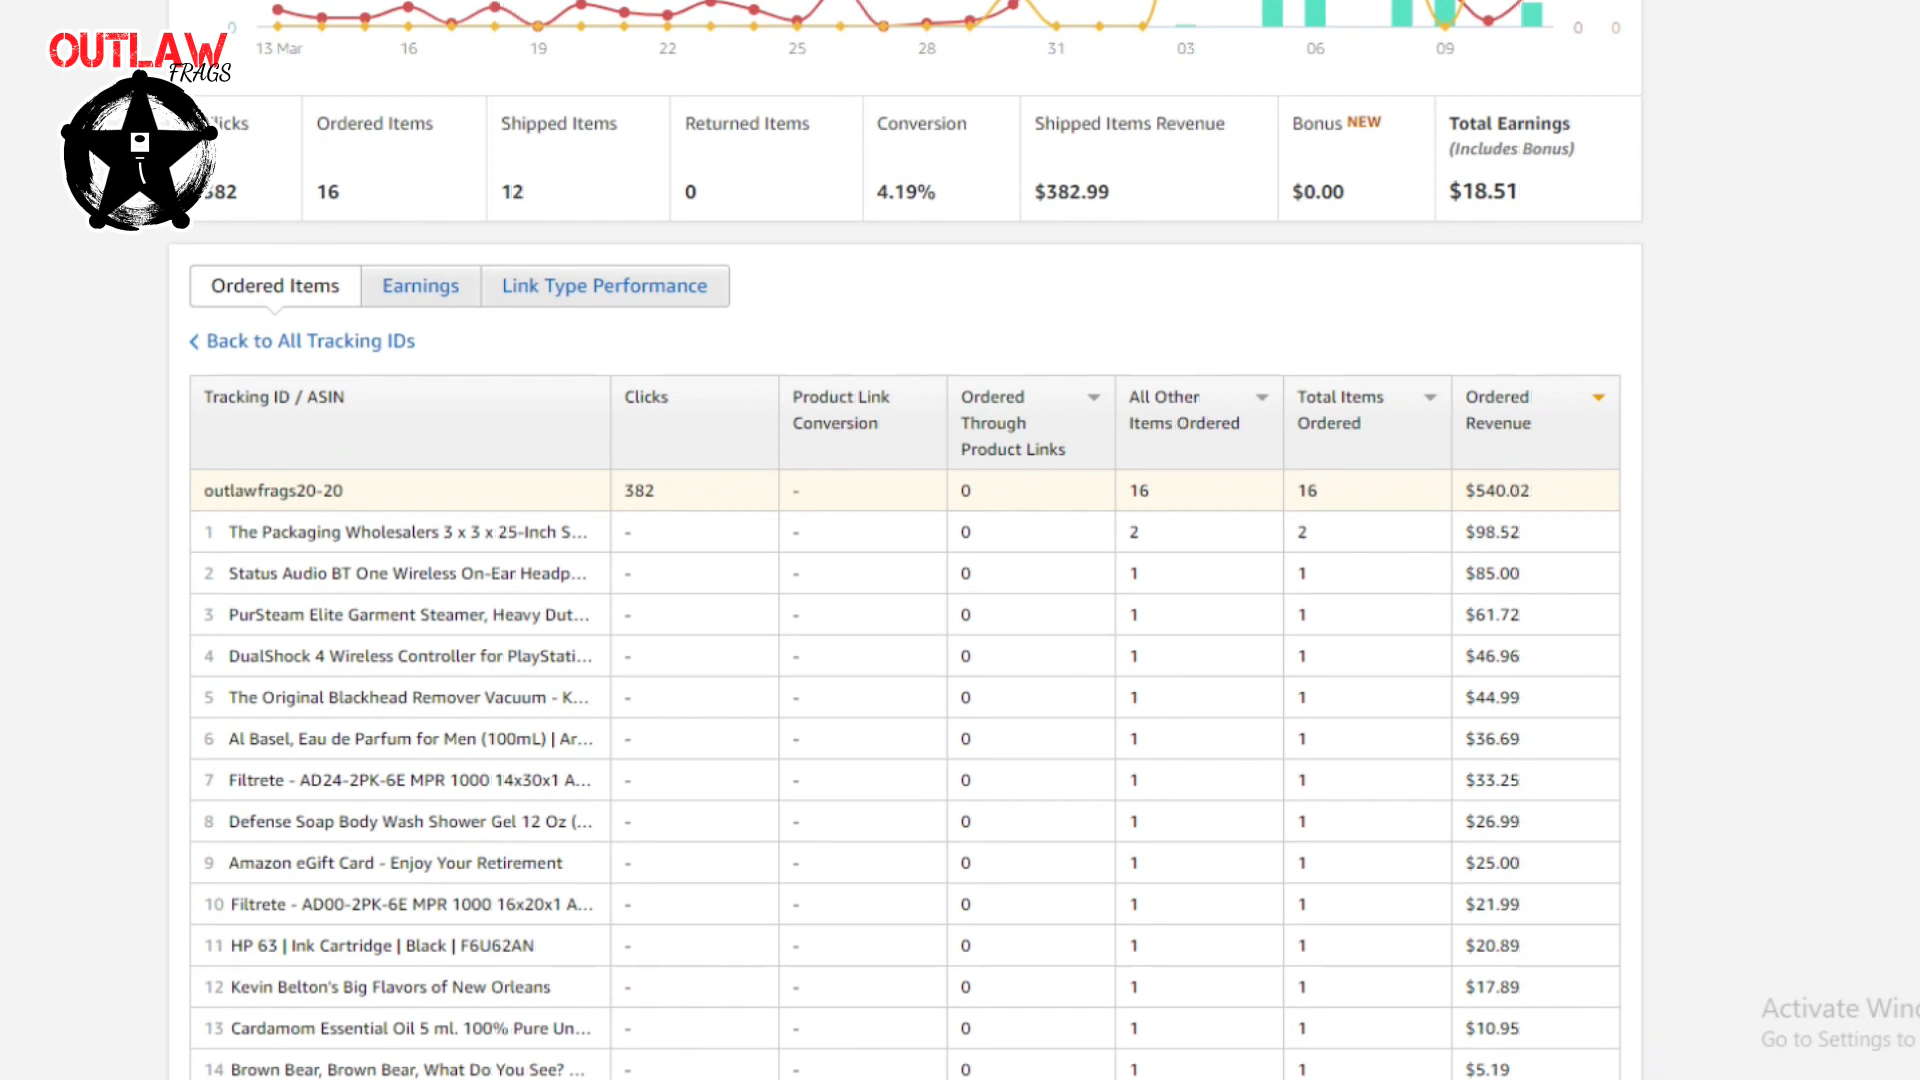 OUTLAW
FRAGS
0
0 0
13 Mar 16 19 22 25 28 31 03 06 09
licks Ordered Items Shipped Items Returned Items Conversion Shipped Items Revenue Bonus NEW Total Earnings
(Includes Bonus)
382 16 12 0 4.19% $382.99 $0.00 $18.51
Ordered Items Earnings Link Type Performance
Back to All Tracking IDs
Tracking ID / ASIN Clicks Product Link Ordered All Other Total Items Ordered
Conversion Through Items Ordered Ordered Revenue
Product Links
outlawfrags20-20 382 - 0 16 16 $540.02
1 The Packaging Wholesalers 3 x 3 x 25-Inch S... - - 0 2 2 $98.52
2 Status Audio BT One Wireless On-Ear Headp... - - 0 1 1 $85.00
3 PurSteam Elite Garment Steamer, Heavy Dut... - - 0 1 1 $61.72
4 DualShock 4 Wireless Controller for PlayStati... - - 0 1 1 $46.96
5 The Original Blackhead Remover Vacuum - K... - - 0 1 1 $44.99
6 Al Basel, Eau de Parfum for Men (100mL) | Ar... - - 0 1 1 $36.69
7 Filtrete - AD24-2PK-6E MPR 1000 14x30x1 A... - - 0 1 1 $33.25
8 Defense Soap Body Wash Shower Gel 12 Oz (... - - 0 1 1 $26.99
9 Amazon eGift Card - Enjoy Your Retirement - - 0 1 1 $25.00
10 Filtrete - AD00-2PK-6E MPR 1000 16x20x1 A... - - 0 1 1 $21.99
11 HP 63 | Ink Cartridge | Black | F6U62AN - - 0 1 1 $20.89
12 Kevin Belton's Big Flavors of New Orleans - - 0 1 1 $17.89
13 Cardamom Essential Oil 5 ml. 100% Pure Un... - - 0 1 1 $10.95
14 Brown Bear, Brown Bear, What Do You See? ... - - 0 1 1 $5.19
Activate Wind
Go to Settings to